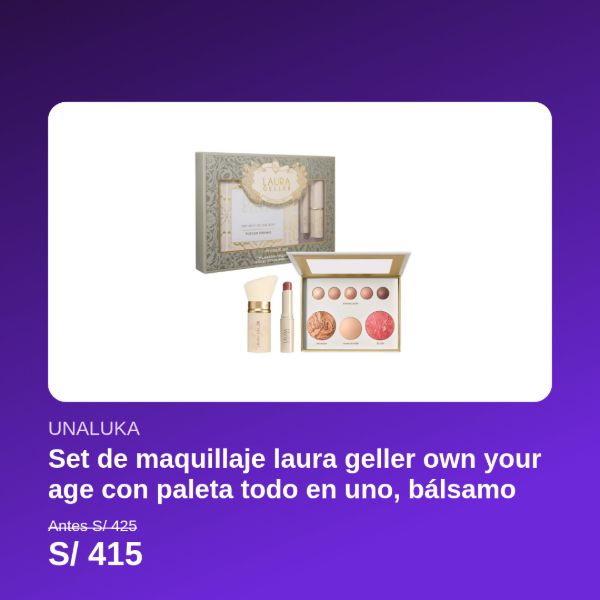 LAURA
GELLER
UNALUKA
Set de maquillaje laura geller own your
age con paleta todo en uno, bálsamo
Antes S/ 425
S/ 415